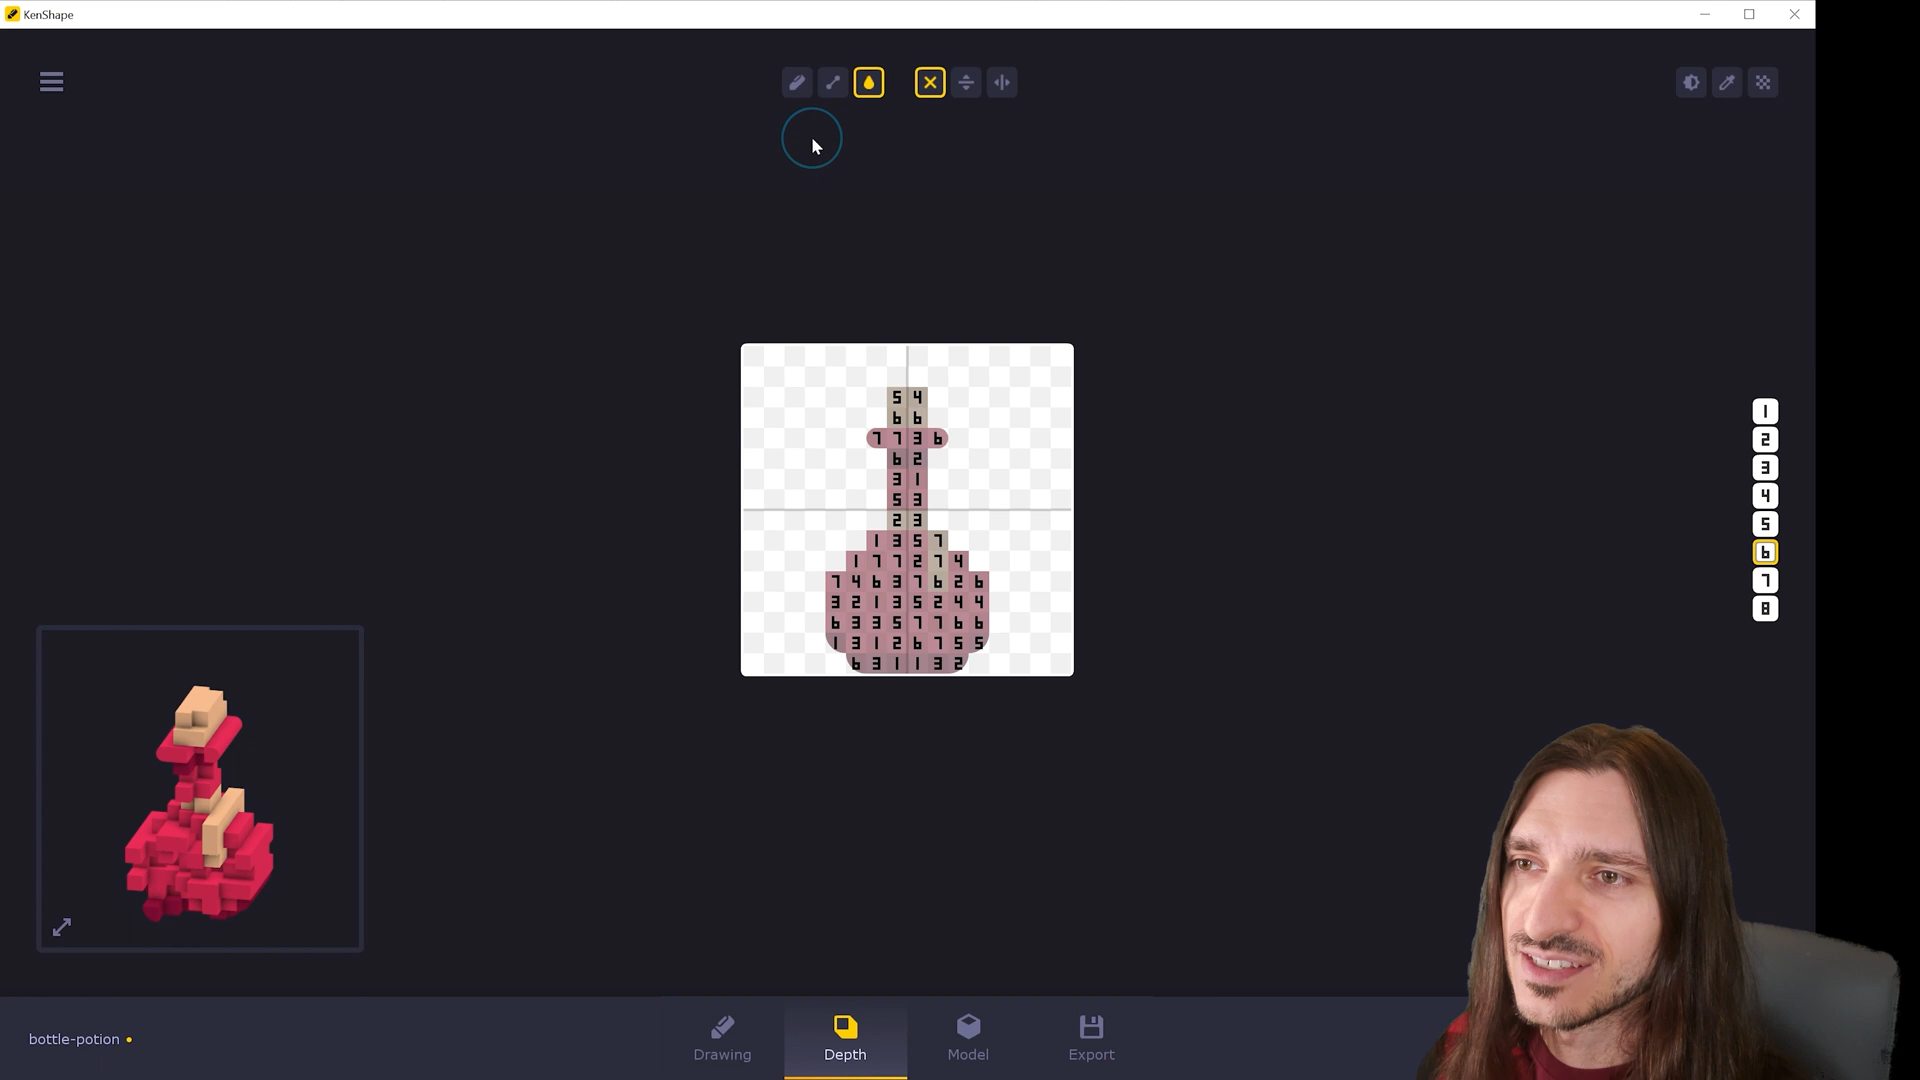 KenShape
5 4
6 6
7 7 3 6
6 2
3 1
5 3
2 3
1 3 5 7
1 7 7 2 7 4
7 4 6 3 7 6 2 6
3 2 1 3 5 2 4 4
6 3 3 5 7 7 6 6
1 3 1 2 6 7 5 5
6 3 1 1 3 2
1
2
3
4
5
6
7
8
bottle-potion
Drawing
Depth
Model
Export